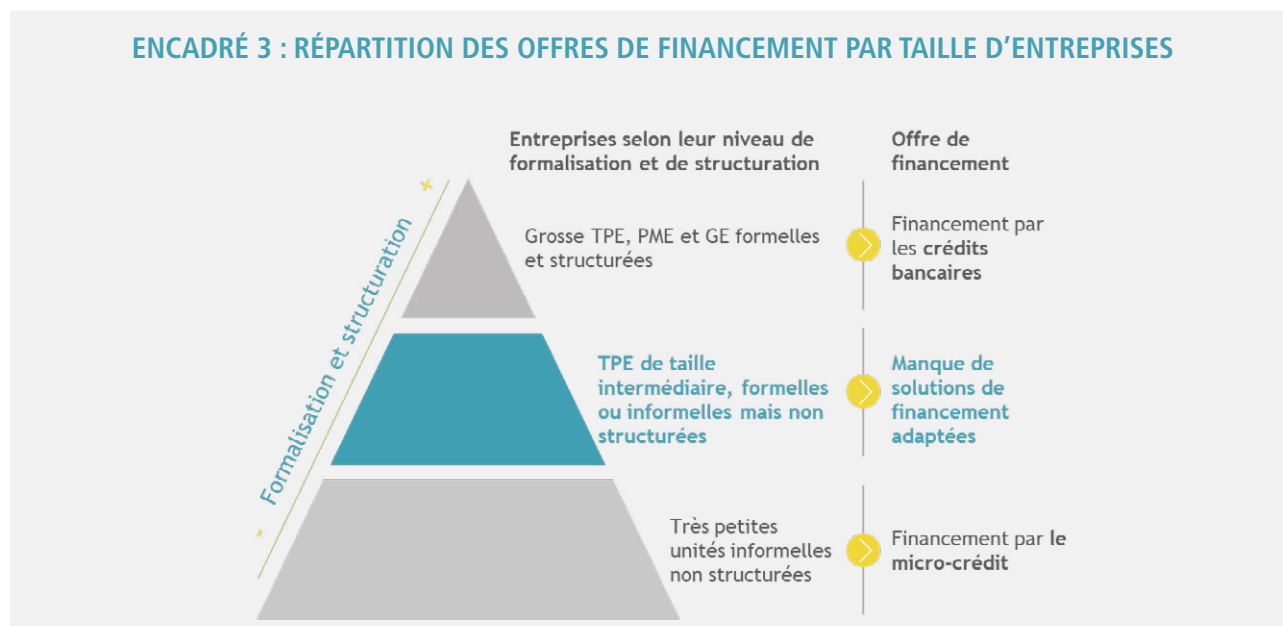 ENCADRÉ 3 : RÉPARTITION DES OFFRES DE FINANCEMENT PAR TAILLE D'ENTREPRISES
Entreprises selon leur niveau de
formalisation et de structuration
Offre de
financement
+
Formalisation et structuration
-
Grosse TPE, PME et GE formelles
et structurées
Financement par
les crédits
bancaires
TPE de taille
intermédiaire, formelles
ou informelles mais non
structurées
Manque de
solutions de
financement
adaptées
Très petites
unités informelles
non structurées
Financement par le
micro-crédit